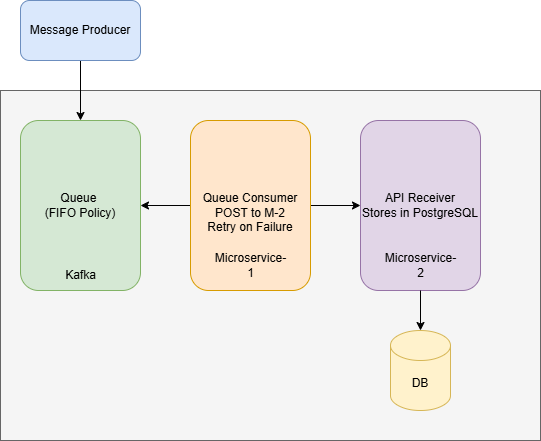 Message Producer
Queue
(FIFO Policy)
Kafka
Queue Consumer
POST to M-2
Retry on Failure
Microservice-
1
API Receiver
Stores in PostgreSQL
Microservice-
2
DB